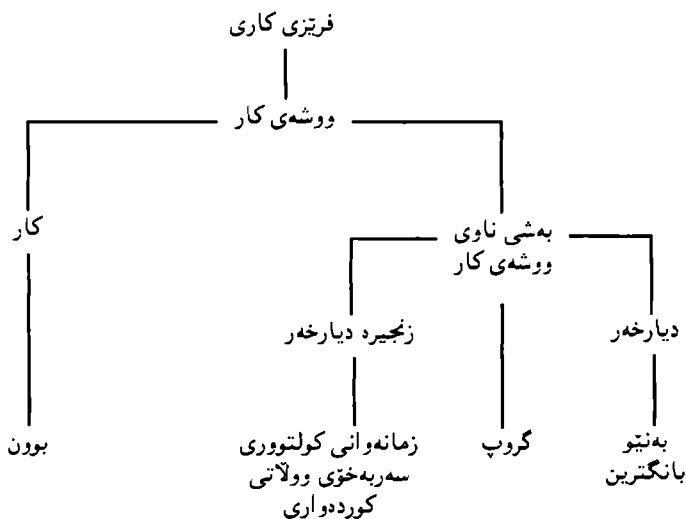 فرێزی کاری
ووشەی کار
بەشی ناوی
ووشەی کار
کار
دیارخەر
زنجیرە دیارخەر
بەنێو
بانگترین
گروپ
زمانەوانی کولتووری
سەربەخۆی ووڵاتی
کوردەواری
بوون